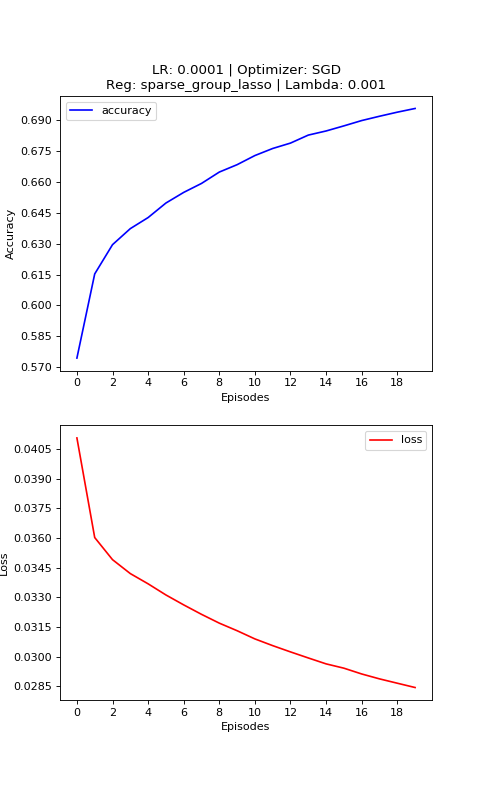 LR: 0.0001 | Optimizer: SGD
Reg: sparse_group_lasso | Lambda: 0.001
accuracy
Accuracy
0.690
0.675
0.660
0.645
0.630
0.615
0.600
0.585
0.570
0 2 4 6 8 10 12 14 16 18
Episodes
loss
Loss
0.0405
0.0390
0.0375
0.0360
0.0345
0.0330
0.0315
0.0300
0.0285
0 2 4 6 8 10 12 14 16 18
Episodes